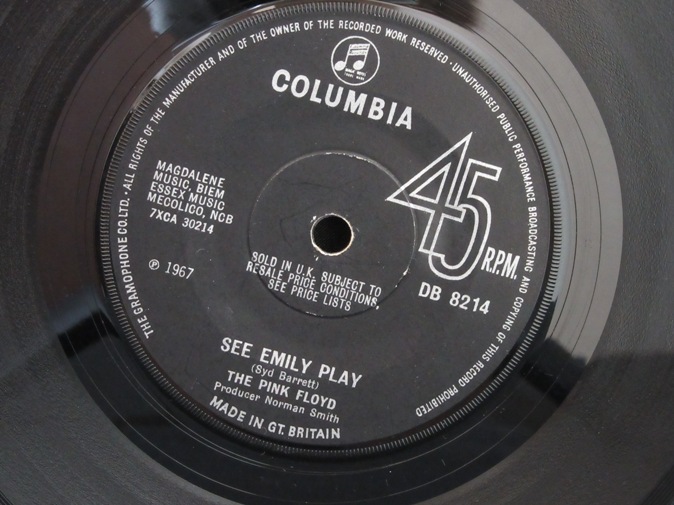 THE GRAMOPHONE CO. LTD. · ALL RIGHTS OF THE MANUFACTURER AND OF THE OWNER OF THE RECORDED WORK RESERVED · UNAUTHORISED PUBLIC PERFORMANCE BROADCASTING AND COPYING OF THIS RECORD PROHIBITED
COLUMBIA
45
R.P.M.
MAGDALENE
MUSIC, BIEM
ESSEX MUSIC
MECOLICO, NCB
7XCA 30214
℗ 1967
SOLD IN U.K. SUBJECT TO
RESALE PRICE CONDITIONS,
SEE PRICE LISTS
DB 8214
SEE EMILY PLAY
(Syd Barrett)
THE PINK FLOYD
Producer Norman Smith
MADE IN GT. BRITAIN